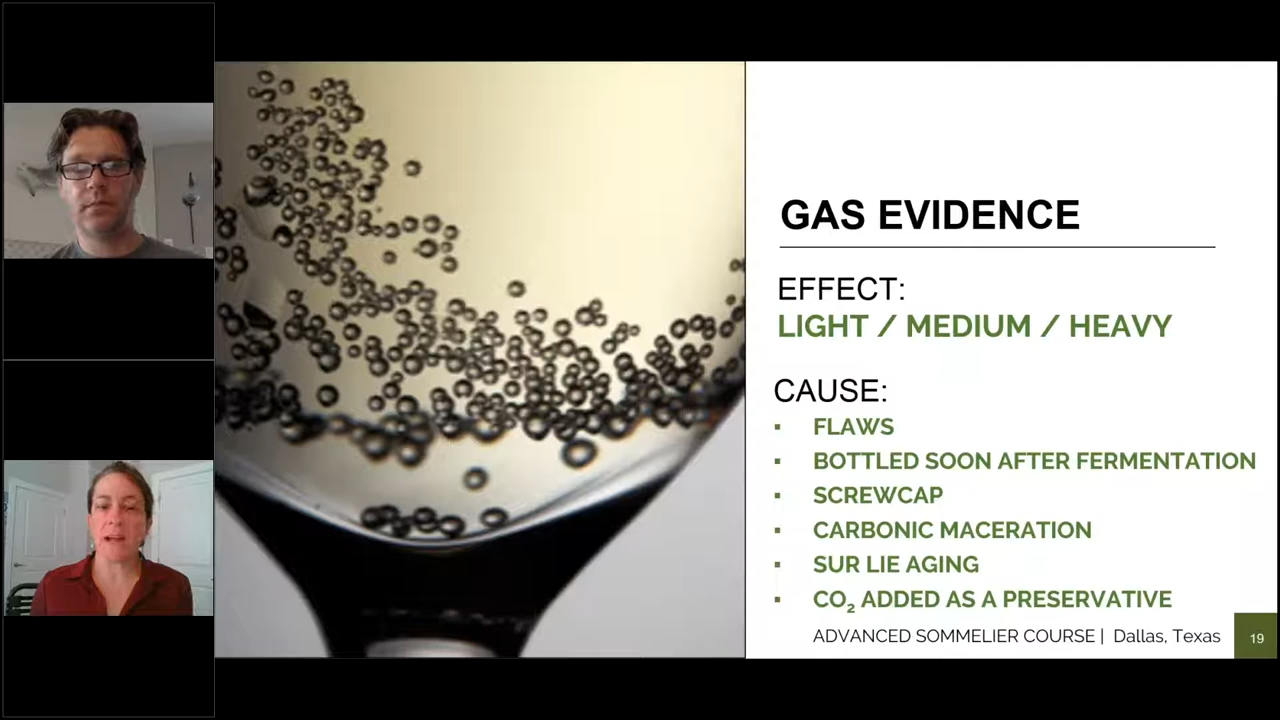 GAS EVIDENCE
EFFECT:
LIGHT / MEDIUM / HEAVY
CAUSE:
▪ FLAWS
▪ BOTTLED SOON AFTER FERMENTATION
▪ SCREWCAP
▪ CARBONIC MACERATION
▪ SUR LIE AGING
▪ CO₂ ADDED AS A PRESERVATIVE
ADVANCED SOMMELIER COURSE | Dallas, Texas
19